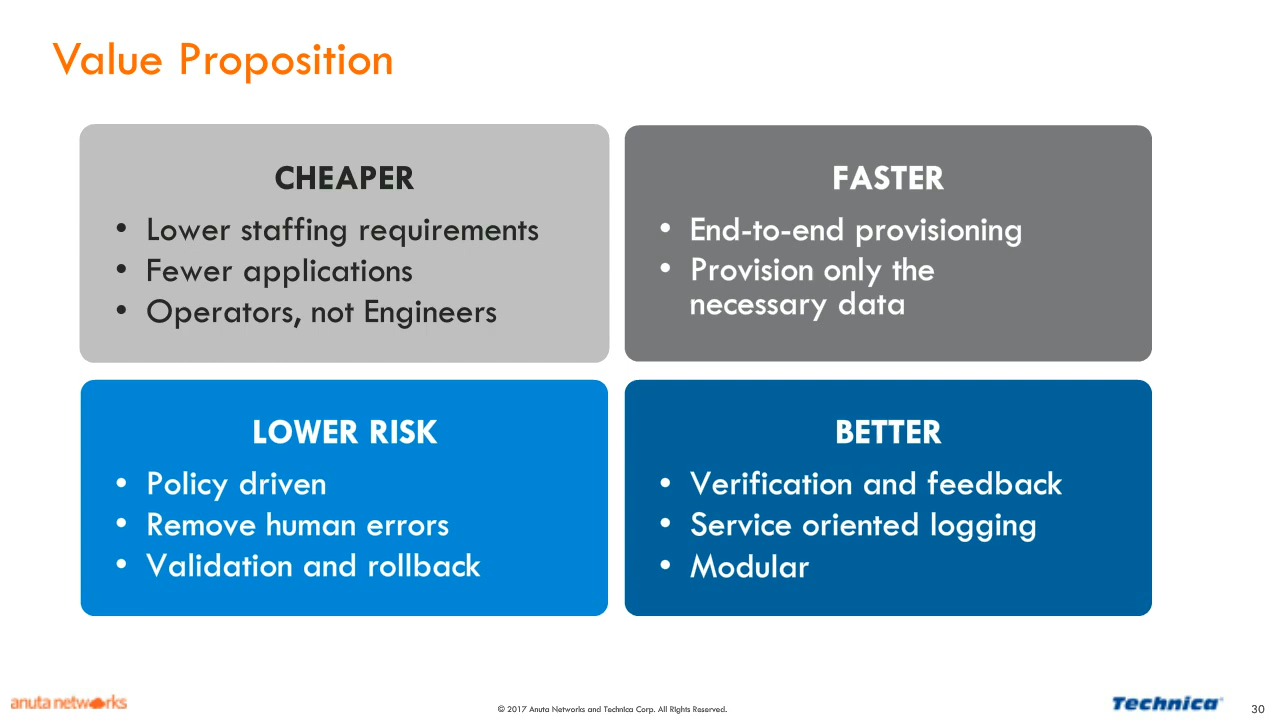 Value Proposition
CHEAPER
• Lower staffing requirements
• Fewer applications
• Operators, not Engineers
FASTER
• End-to-end provisioning
• Provision only the
necessary data
LOWER RISK
• Policy driven
• Remove human errors
• Validation and rollback
BETTER
• Verification and feedback
• Service oriented logging
• Modular
anuta networks
© 2017 Anuta Networks and Technica Corp. All Rights Reserved.
Technica
30